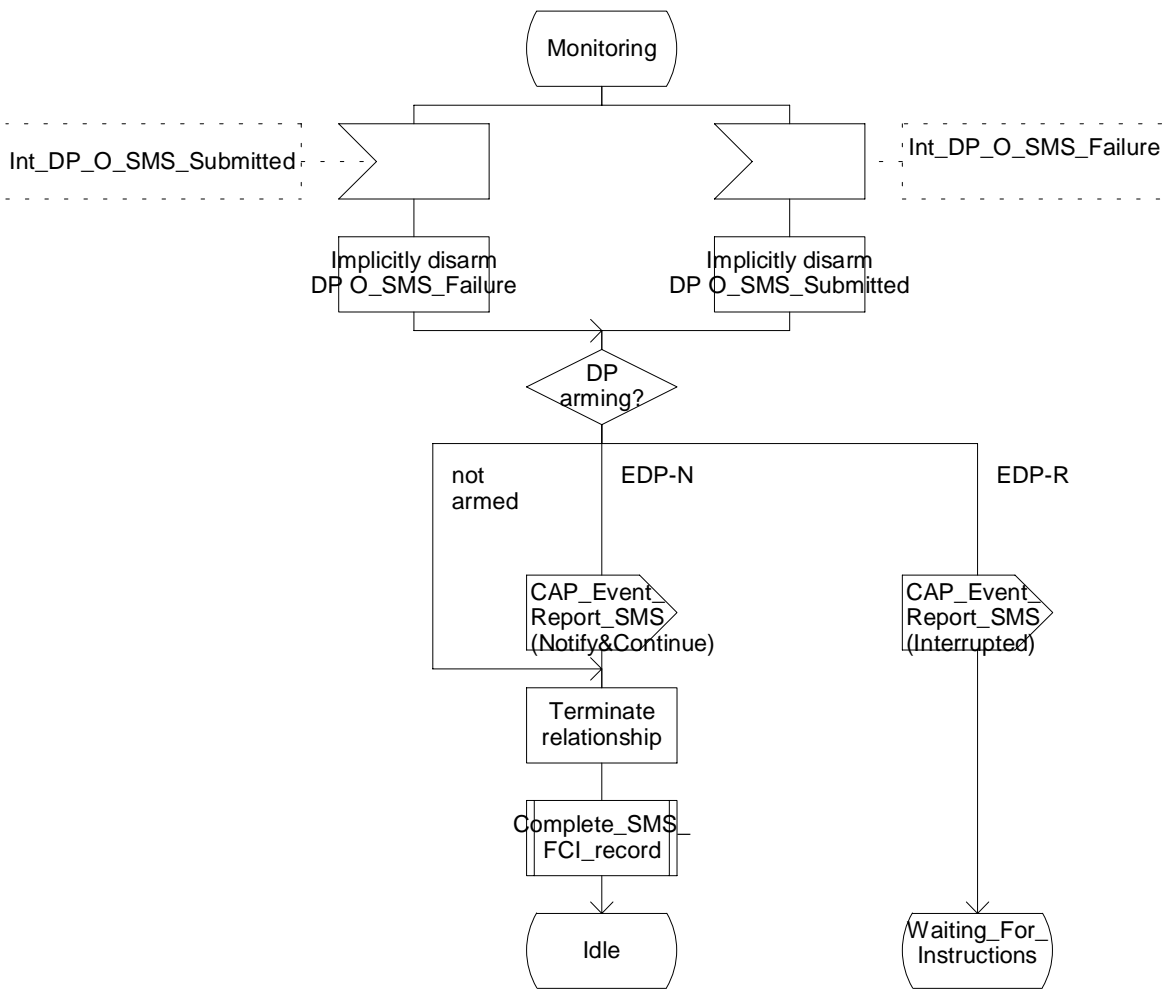 Monitoring
Int_DP_O_SMS_Submitted
Int_DP_O_SMS_Failure
Implicitly disarm
DP O_SMS_Failure
Implicitly disarm
DP O_SMS_Submitted
DP
arming?
not
armed
EDP-N
EDP-R
CAP_Event_
Report_SMS
(Notify&Continue)
CAP_Event_
Report_SMS
(Interrupted)
Terminate
relationship
Complete_SMS_
FCI_record
Idle
Waiting_For_
Instructions